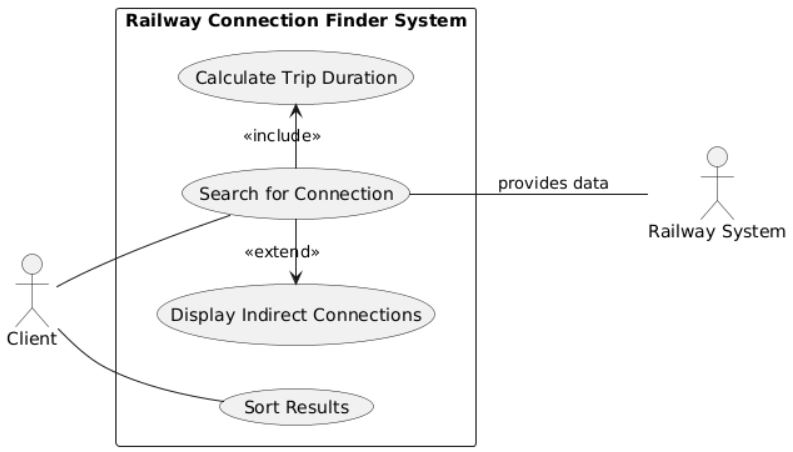 Railway Connection Finder System
Calculate Trip Duration
«include»
Search for Connection
provides data
Railway System
«extend»
Display Indirect Connections
Client
Sort Results